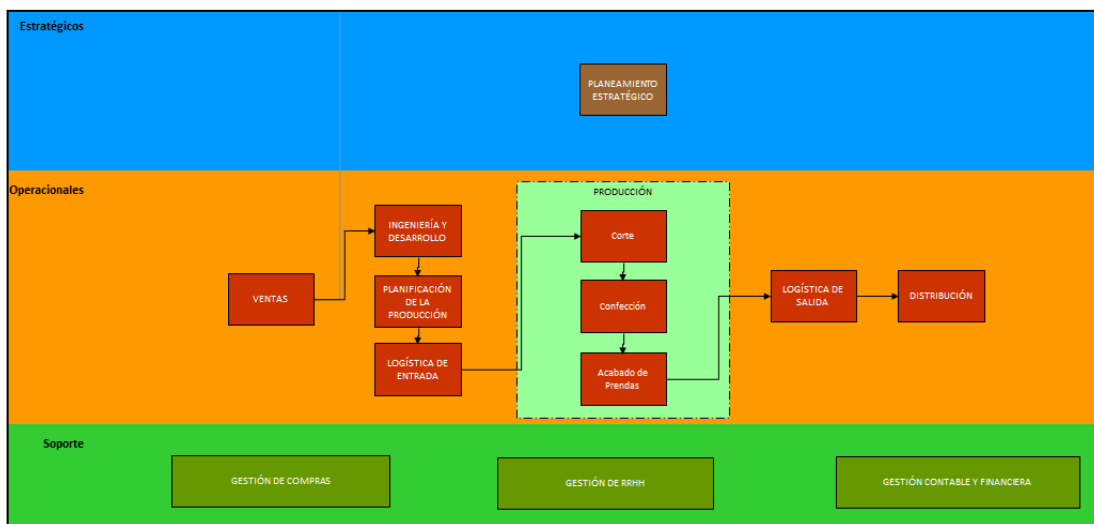 Estratégicos
PLANEAMIENTO
ESTRATÉGICO
Operacionales
VENTAS
INGENIERÍA Y
DESARROLLO
PLANIFICACIÓN
DE LA
PRODUCCIÓN
LOGÍSTICA DE
ENTRADA
PRODUCCIÓN
Corte
Confección
Acabado de
Prendas
LOGÍSTICA DE
SALIDA
DISTRIBUCIÓN
Soporte
GESTIÓN DE COMPRAS
GESTIÓN DE RRHH
GESTIÓN CONTABLE Y FINANCIERA